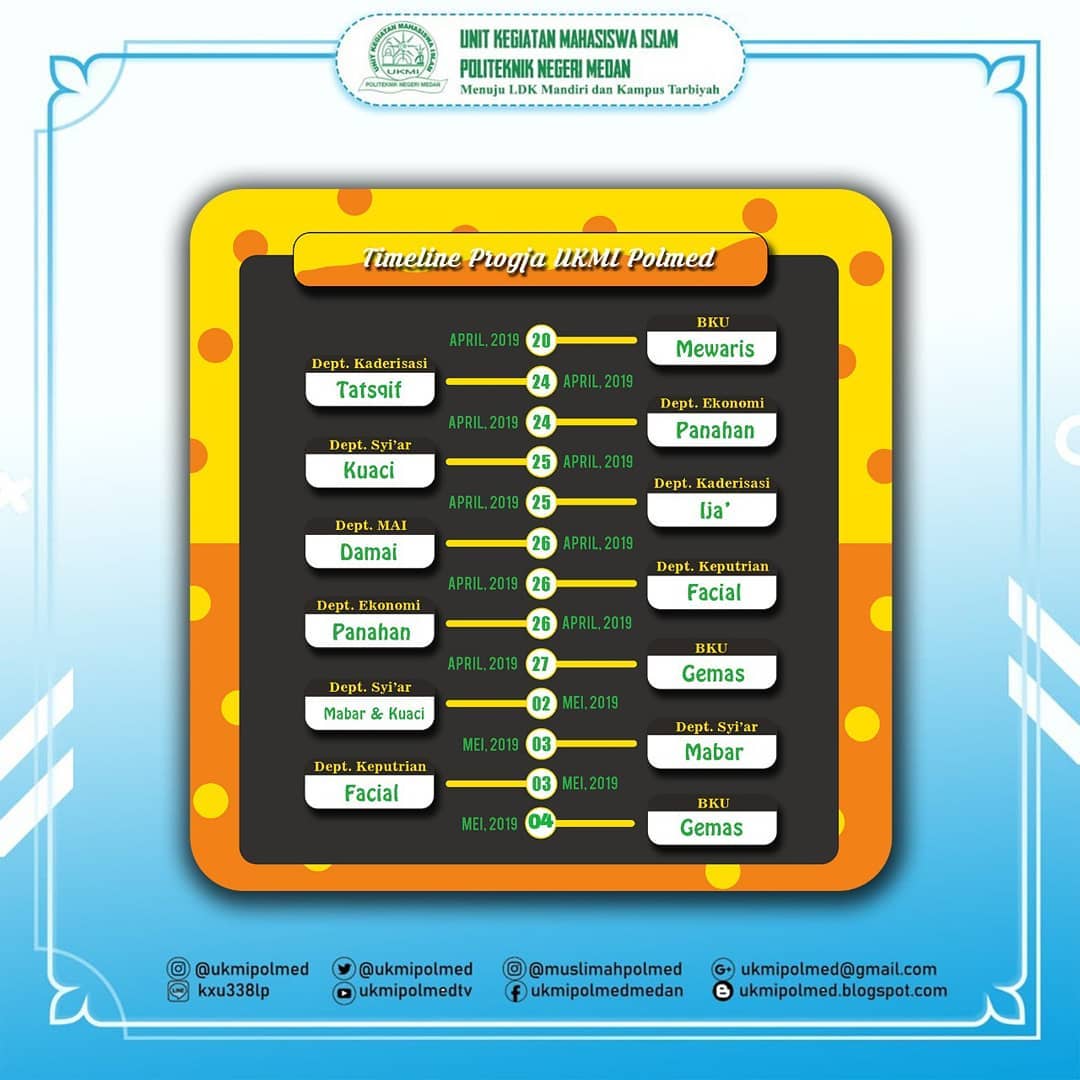 UNIT KEGIATAN MAHASISWA ISLAM
UKMI
POLITEKNIK NEGERI MEDAN
UNIT KEGIATAN MAHASISWA ISLAM
POLITEKNIK NEGERI MEDAN
Menuju LDK Mandiri dan Kampus Tarbiyah
Timeline Progja UKMI Polmed
BKU
APRIL, 2019 20 Mewaris
Dept. Kaderisasi
Tatsqif 24 APRIL, 2019
Dept. Ekonomi
APRIL, 2019 24 Panahan
Dept. Syi'ar
Kuaci 25 APRIL, 2019
Dept. Kaderisasi
APRIL, 2019 25 Ija'
Dept. MAI
Damai 26 APRIL, 2019
Dept. Keputrian
APRIL, 2019 26 Facial
Dept. Ekonomi
Panahan 26 APRIL, 2019
BKU
APRIL, 2019 27 Gemas
Dept. Syi'ar
Mabar & Kuaci 02 MEI, 2019
Dept. Syi'ar
MEI, 2019 03 Mabar
Dept. Keputrian
Facial 03 MEI, 2019
BKU
MEI, 2019 04 Gemas
@ukmipolmed @ukmipolmed @muslimahpolmed ukmipolmed@gmail.com
LINE kxu338lp ukmipolmedtv ukmipolmedmedan ukmipolmed.blogspot.com